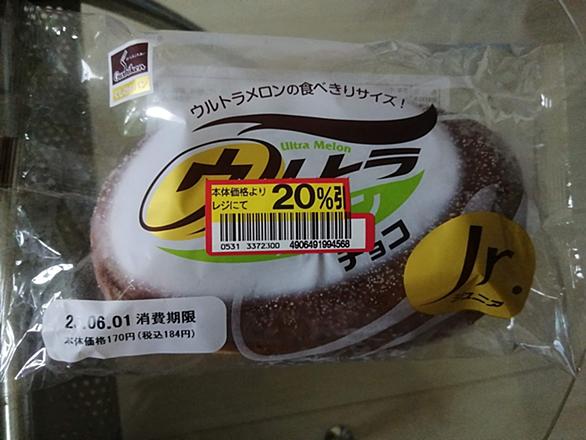 ウルトラメロンの食べきりサイズ!
Ultra Melon
ウルトラ
本体価格より
レジにて
20%引
0531 3372300 4906491994568
チョコ
Jr.
ジュニア
.06.01 消費期限
本体価格170円(税込184円)